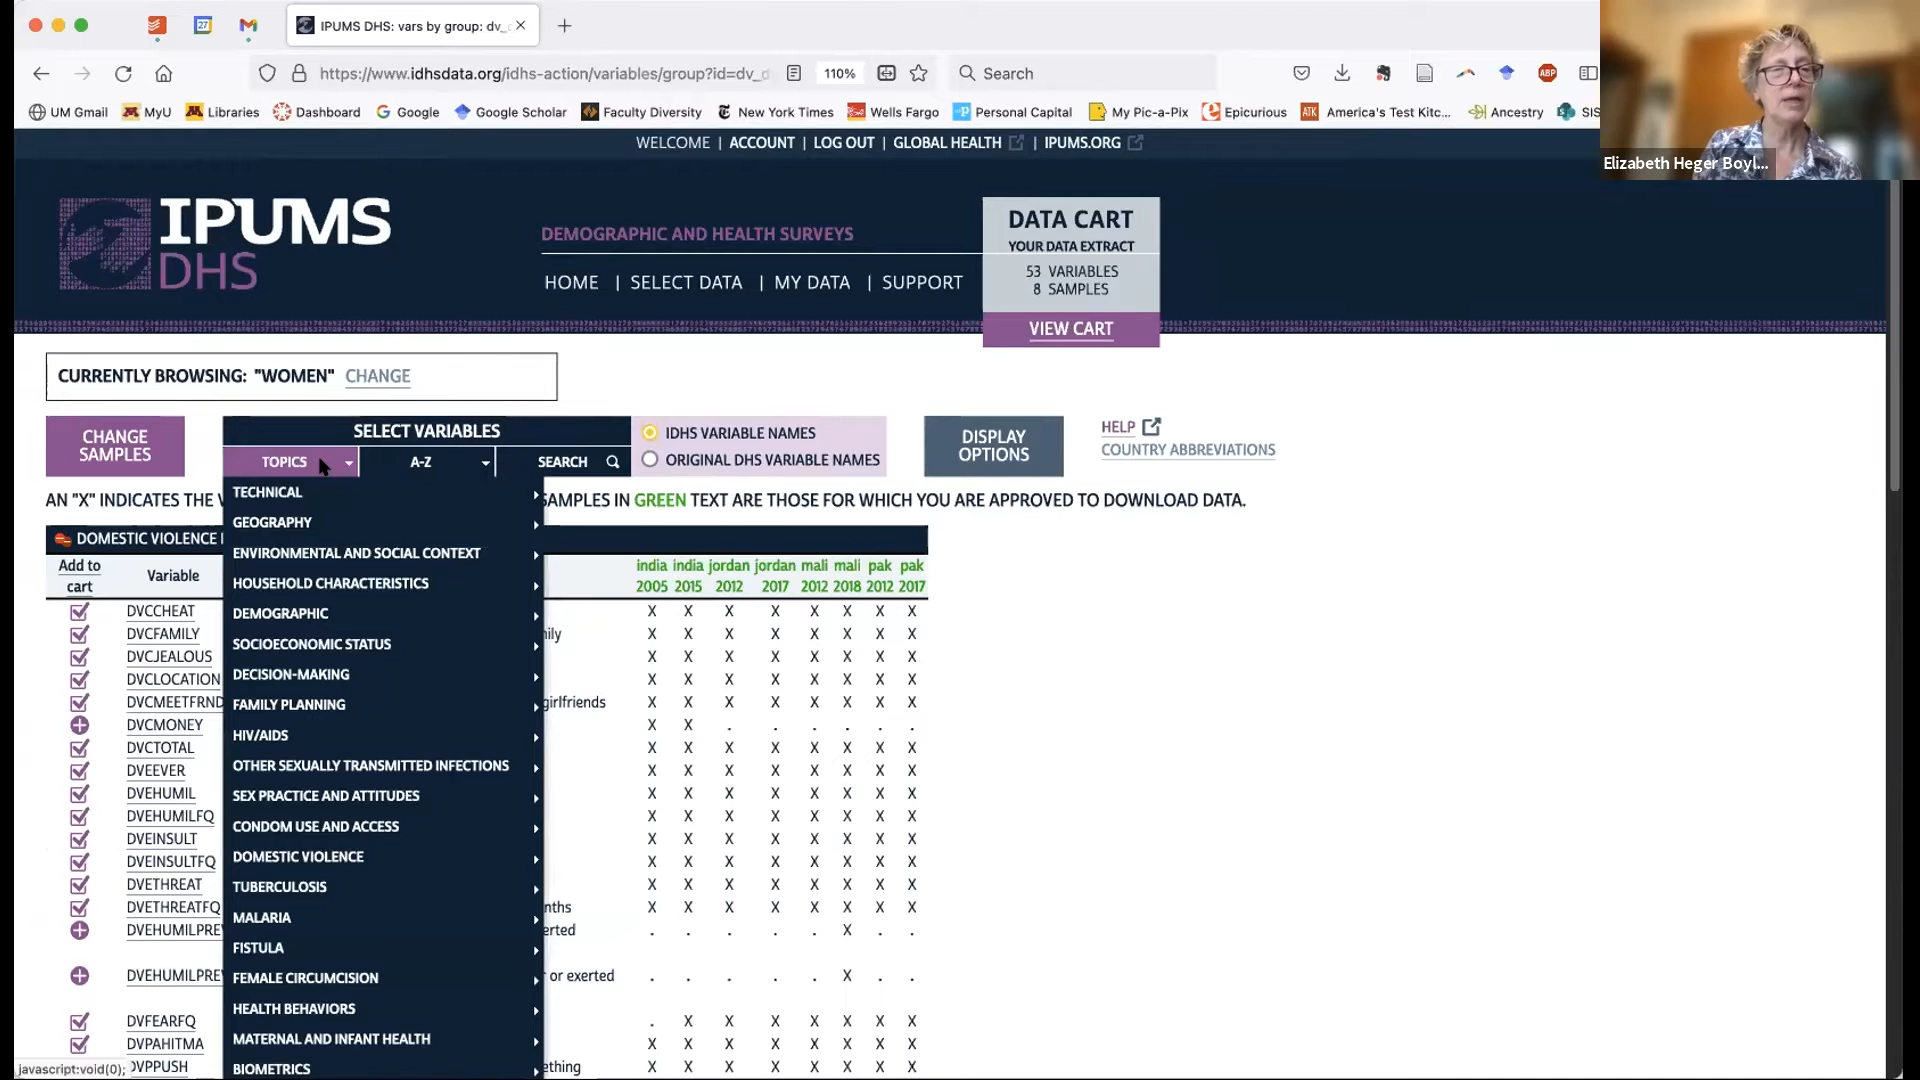 27
IPUMS DHS: vars by group: dv_
https://www.idhsdata.org/idhs-action/variables/group?id=dv_d
110%
Search
ABP
UM Gmail
MyU
Libraries
Dashboard
Google
Google Scholar
Faculty Diversity
New York Times
Wells Fargo
Personal Capital
My Pic-a-Pix
Epicurious
ATK America's Test Kitc...
Ancestry
SIS
Elizabeth Heger Boyl...
WELCOME | ACCOUNT | LOG OUT | GLOBAL HEALTH | IPUMS.ORG
IPUMS
DHS
DEMOGRAPHIC AND HEALTH SURVEYS
HOME | SELECT DATA | MY DATA | SUPPORT
DATA CART
YOUR DATA EXTRACT
53 VARIABLES
8 SAMPLES
VIEW CART
CURRENTLY BROWSING: "WOMEN" CHANGE
CHANGE
SAMPLES
SELECT VARIABLES
TOPICS
A-Z
SEARCH
IDHS VARIABLE NAMES
ORIGINAL DHS VARIABLE NAMES
DISPLAY
OPTIONS
HELP
COUNTRY ABBREVIATIONS
AN "X" INDICATES THE
SAMPLES IN GREEN TEXT ARE THOSE FOR WHICH YOU ARE APPROVED TO DOWNLOAD DATA.
TECHNICAL
GEOGRAPHY
ENVIRONMENTAL AND SOCIAL CONTEXT
HOUSEHOLD CHARACTERISTICS
DEMOGRAPHIC
SOCIOECONOMIC STATUS
DECISION-MAKING
FAMILY PLANNING
HIV/AIDS
OTHER SEXUALLY TRANSMITTED INFECTIONS
SEX PRACTICE AND ATTITUDES
CONDOM USE AND ACCESS
DOMESTIC VIOLENCE
TUBERCULOSIS
MALARIA
FISTULA
FEMALE CIRCUMCISION
HEALTH BEHAVIORS
MATERNAL AND INFANT HEALTH
BIOMETRICS
DOMESTIC VIOLENCE
Add to
cart
Variable
india india jordan jordan mali mali pak pak
2005 2015 2012 2017 2012 2018 2012 2017
DVCCHEAT X X X X X X X X
DVCFAMILY ily X X X X X X X X
DVCJEALOUS X X X X X X X X
DVCLOCATION X X X X X X X X
DVCMEETFRND girlfriends X X X X X X X X
DVCMONEY X X . . . . . .
DVCTOTAL X X X X X X X X
DVEEVER X X X X X X X X
DVEHUMIL X X X X X X X X
DVEHUMILFQ X X X X X X X X
DVEINSULT X X X X X X X X
DVEINSULTFQ X X X X X X X X
DVETHREAT X X X X X X X X
DVETHREATFQ nths X X X X X X X X
DVEHUMILPRE erted . . . . . X . .
DVEHUMILPRE or exerted . . . . . X . .
DVFEARFQ . X X X X X X X
DVPAHITMA X X X X X X X X
DVPPUSH ething X X X X X X X X
javascript:void(0);